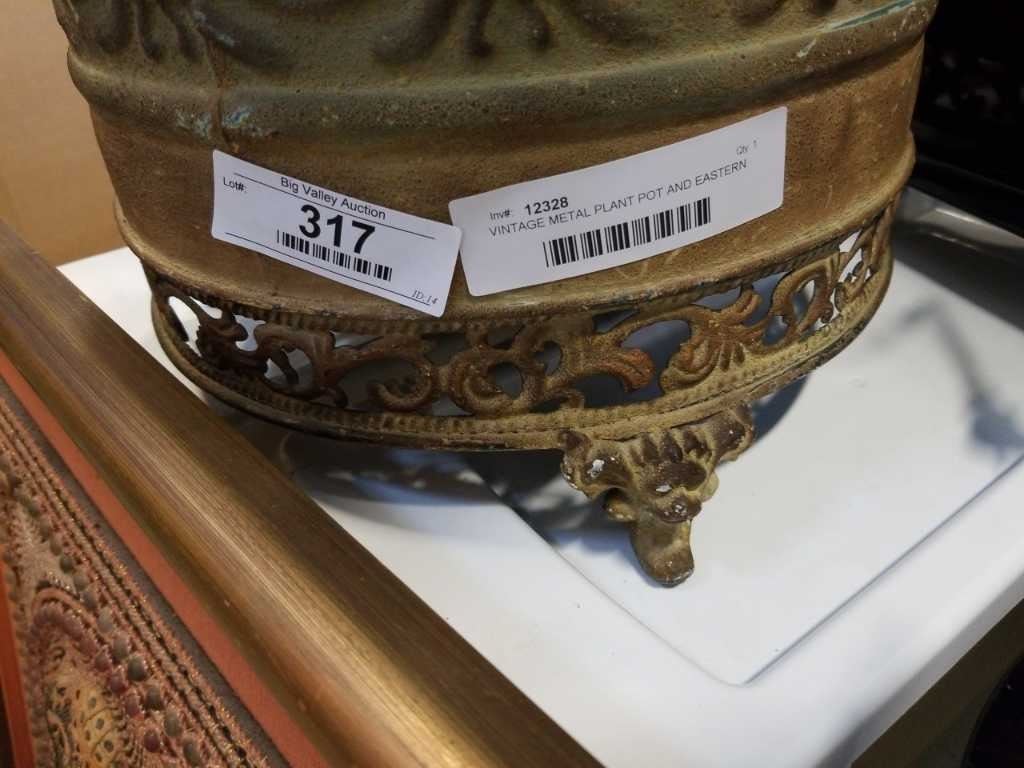 Big Valley Auction
Lot#:
317
ID:14
Qty 1
Inv#: 12328
VINTAGE METAL PLANT POT AND EASTERN